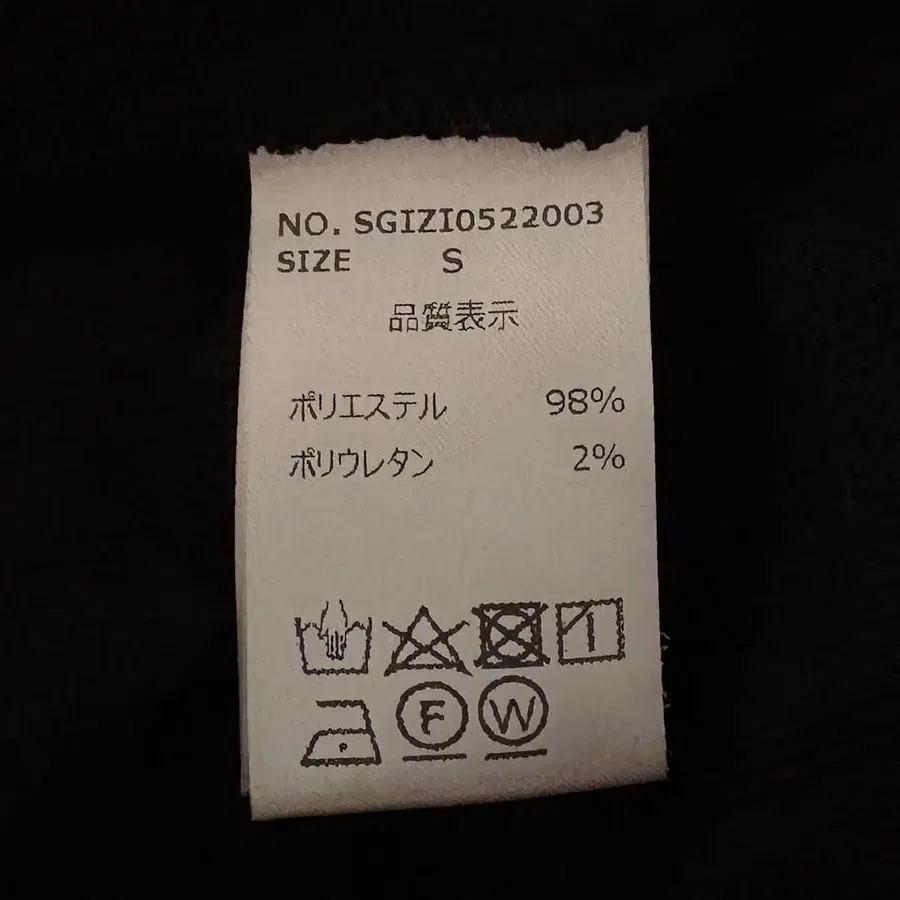 NO. SGIZI0522003
SIZE S
品質表示
ポリエステル 98%
ポリウレタン 2%
F W